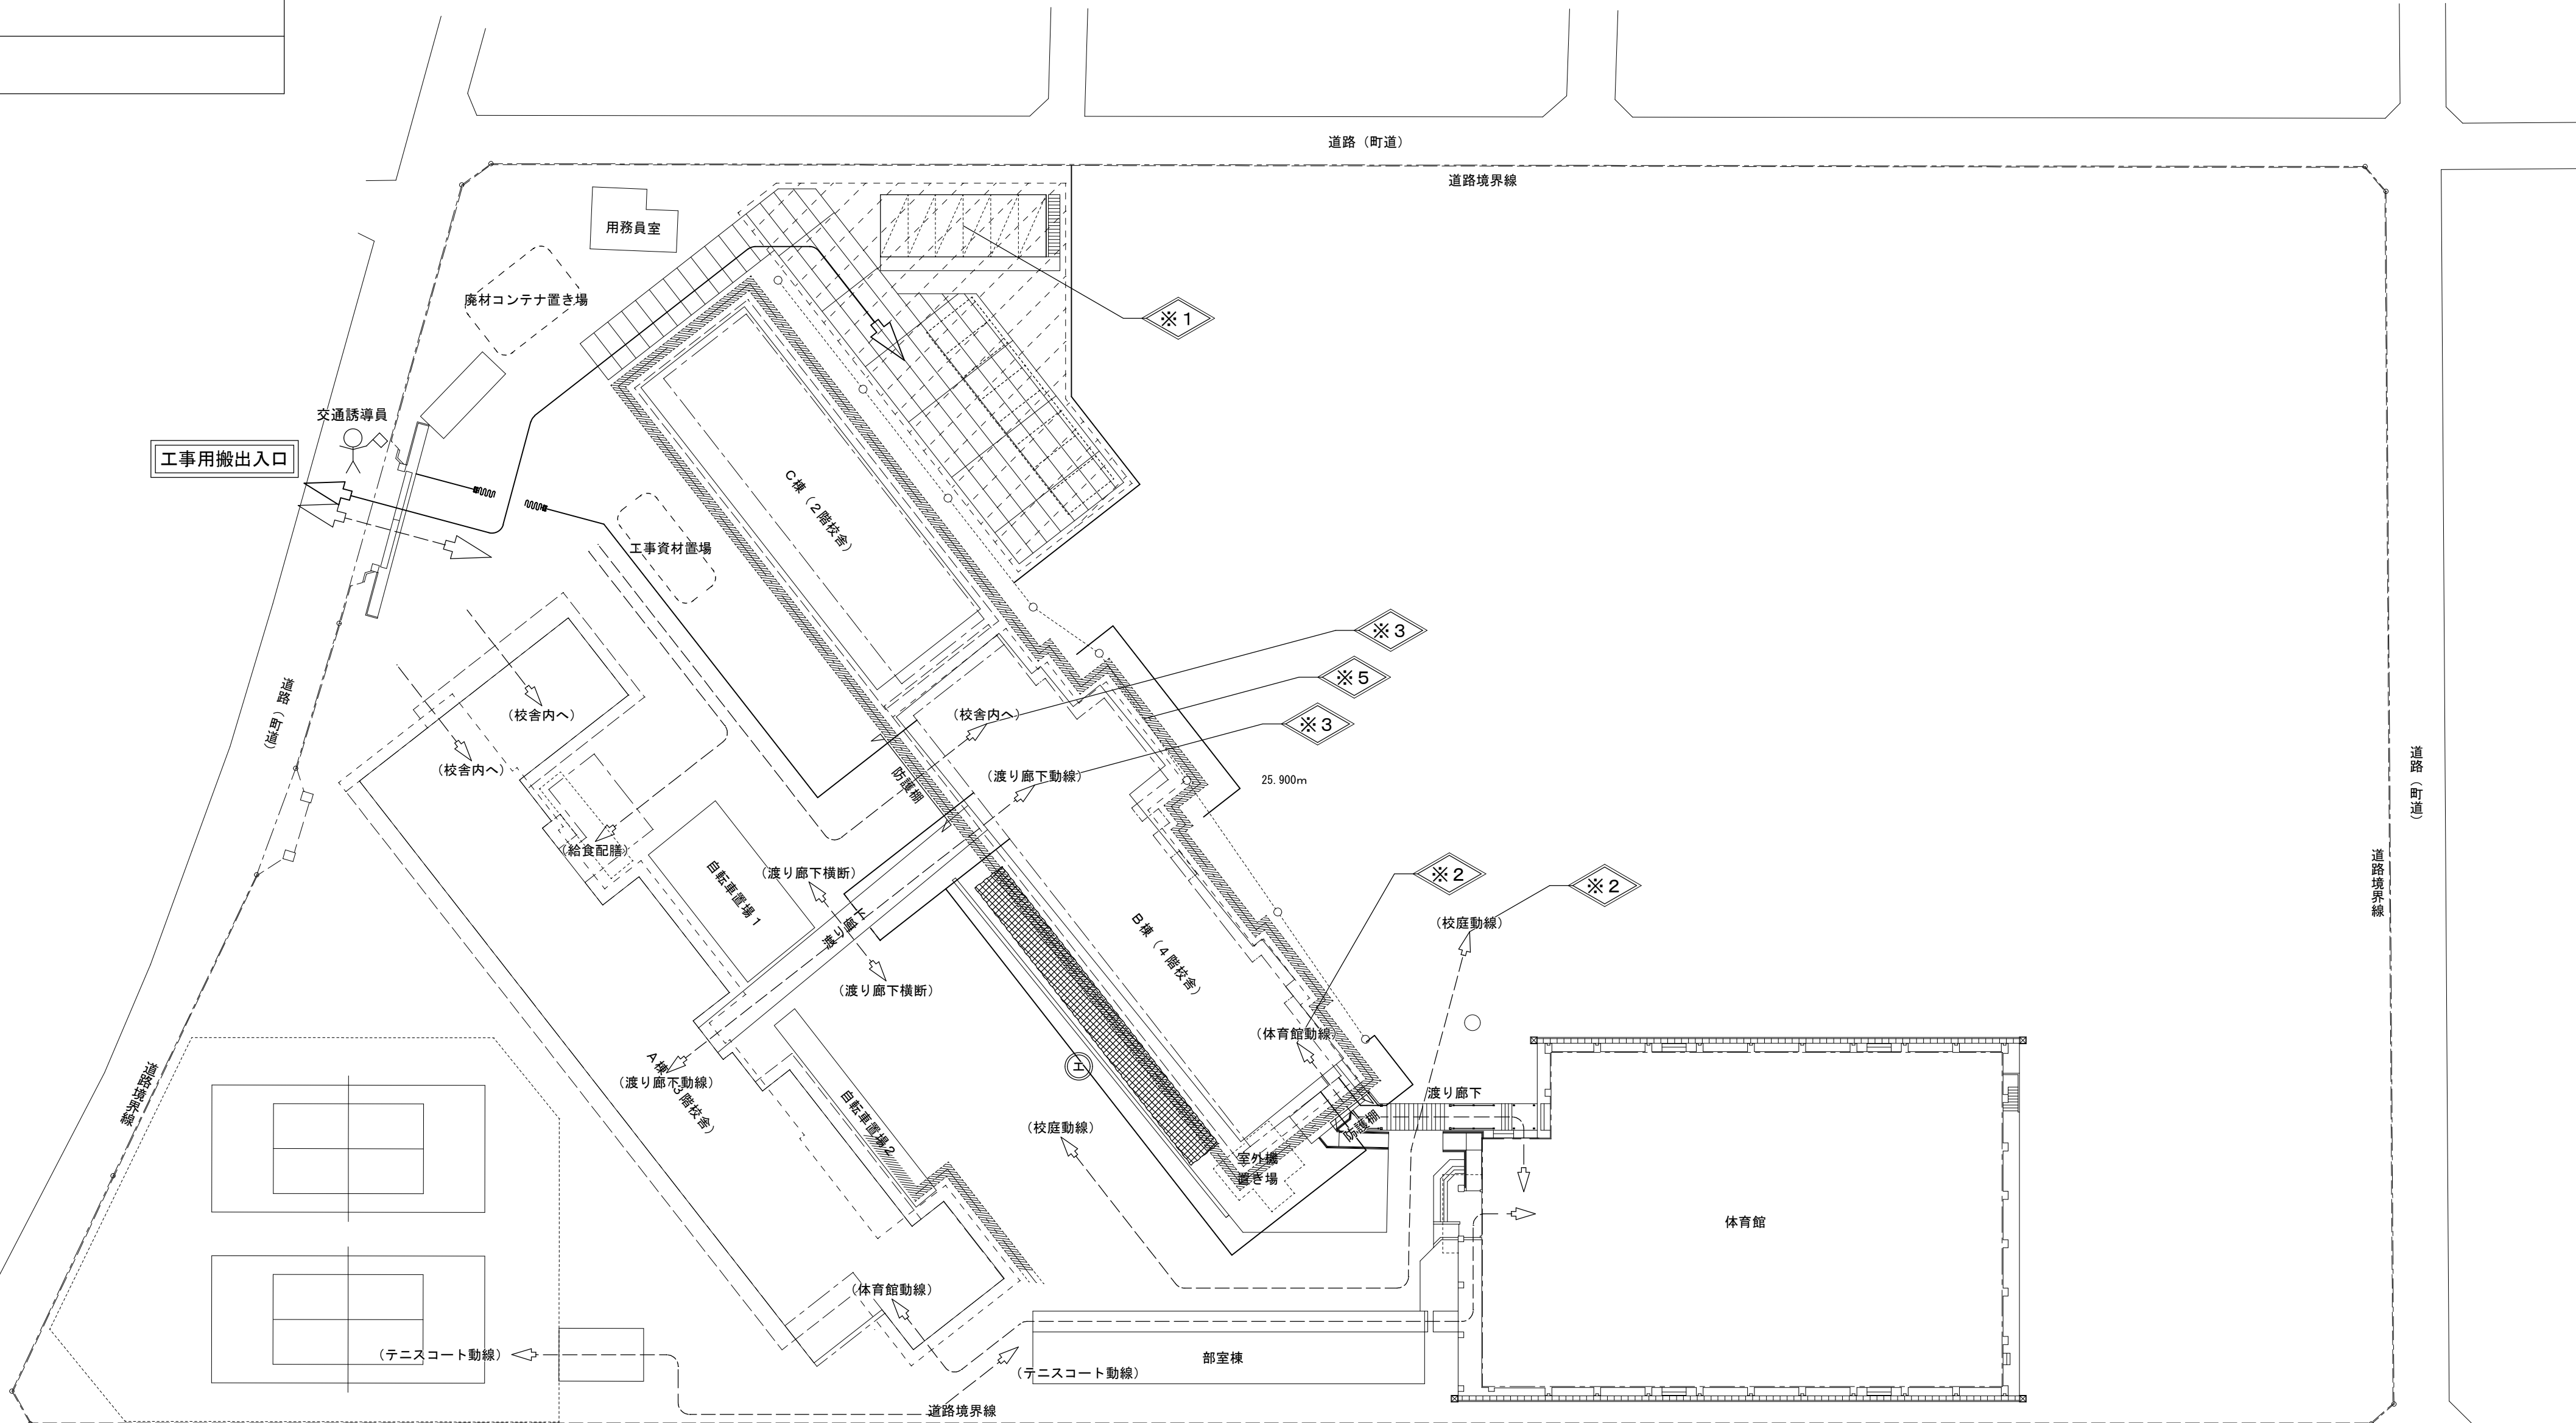 道路（町道）
道路境界線
用務員室
廃材コンテナ置き場
※1
交通誘導員
工事用搬出入口
C棟（2階校舎）
工事資材置場
※3
※5
※3
道路（町）道
（校舎内へ）
（校舎内へ）
（校舎内へ）
防護棚
（渡り廊下動線）
25.900m
道路（町道）
道路境界線
（給食配膳）
自転車置場1
（渡り廊下横断）
渡り廊下
（渡り廊下横断）
B棟（4階校舎）
※2
※2
（校庭動線）
（体育館動線）
A棟（3階校舎）
（渡り廊下動線）
エ
道路境界線
自転車置場2
（校庭動線）
渡り廊下
防護棚
室外機
置き場
体育館
（体育館動線）
（テニスコート動線）
部室棟
（テニスコート動線）
道路境界線